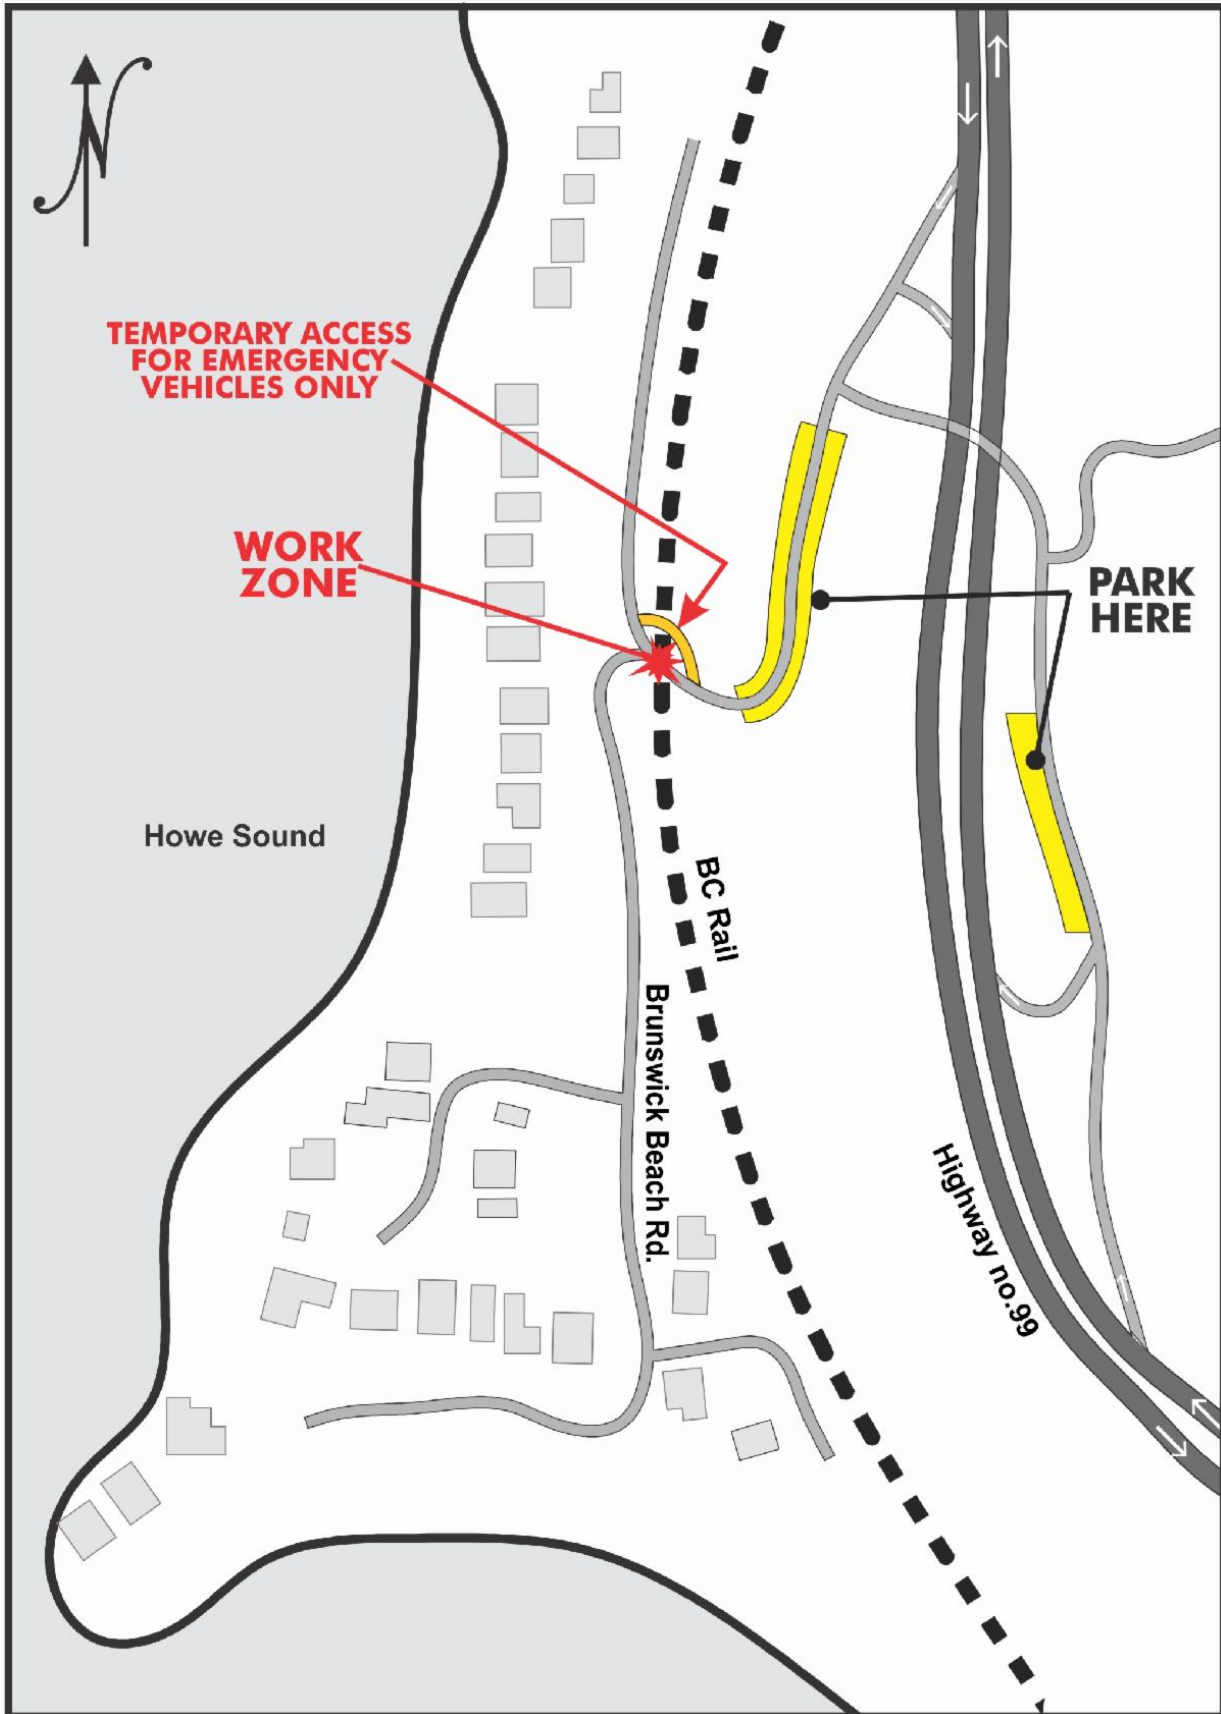 N
TEMPORARY ACCESS
FOR EMERGENCY
VEHICLES ONLY
WORK
ZONE
PARK
HERE
Howe Sound
BC Rail
Brunswick Beach Rd.
Highway no.99